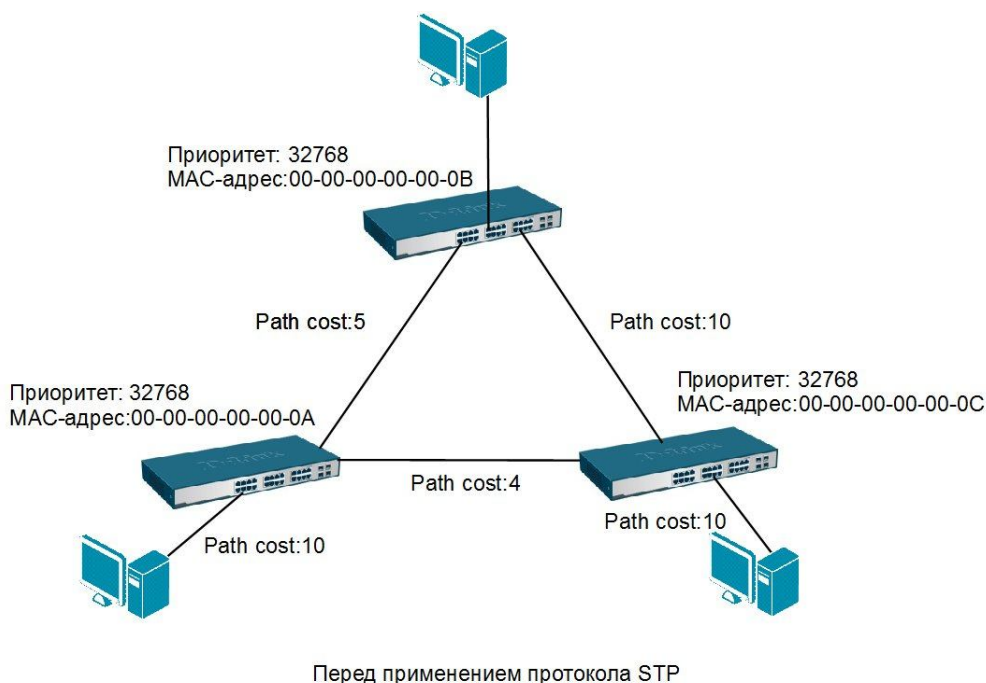 Приоритет: 32768
MAC-адрес:00-00-00-00-00-0B
Path cost:5
Path cost:10
Приоритет: 32768
MAC-адрес:00-00-00-00-00-0A
Приоритет: 32768
MAC-адрес:00-00-00-00-00-0C
Path cost:4
Path cost:10
Path cost:10
Перед применением протокола STP